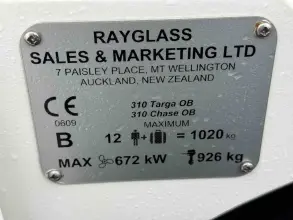 RAYGLASS
SALES & MARKETING LTD
7 PAISLEY PLACE, MT WELLINGTON
AUCKLAND, NEW ZEALAND
CE
0609
310 Targa OB
310 Chase OB
MAXIMUM
B 12 + = 1020 kg
MAX 672 kW 926 kg